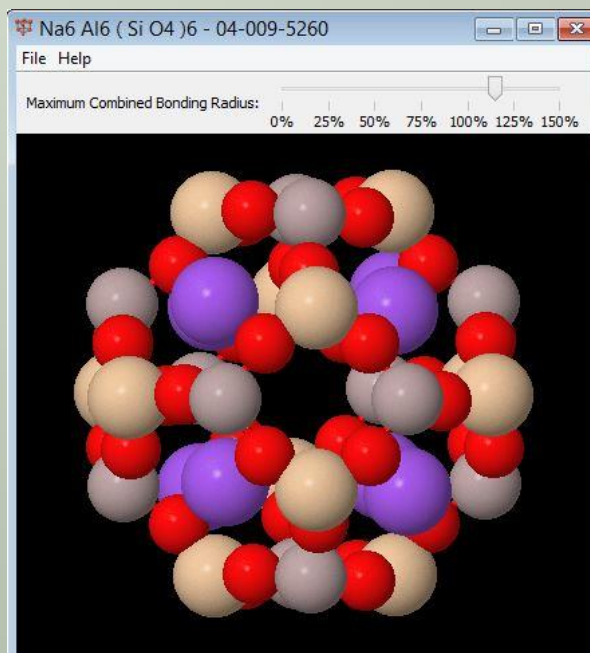 Na6 Al6 ( Si O4 )6 - 04-009-5260
File Help
Maximum Combined Bonding Radius:
0% 25% 50% 75% 100% 125% 150%